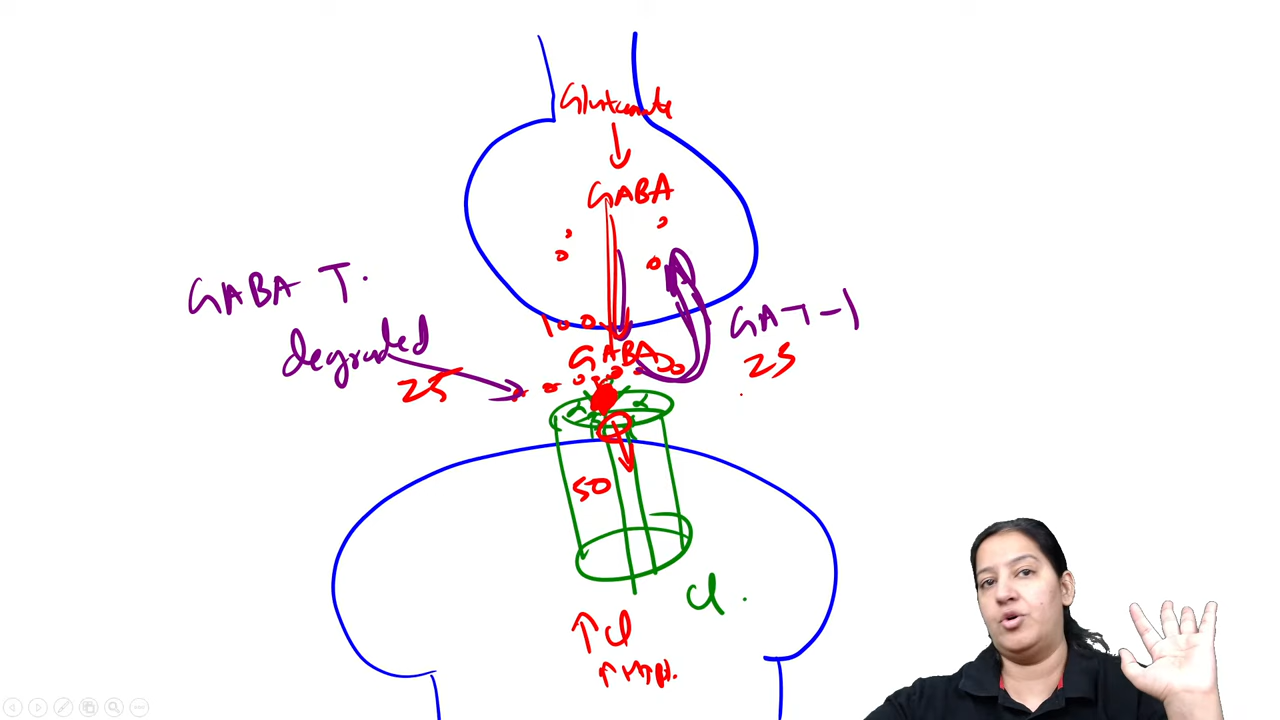 Glutamate
GABA
GABA T.
degraded
25
100
GABA
GAT-1
25
α
α
50
Cl
↑Cl